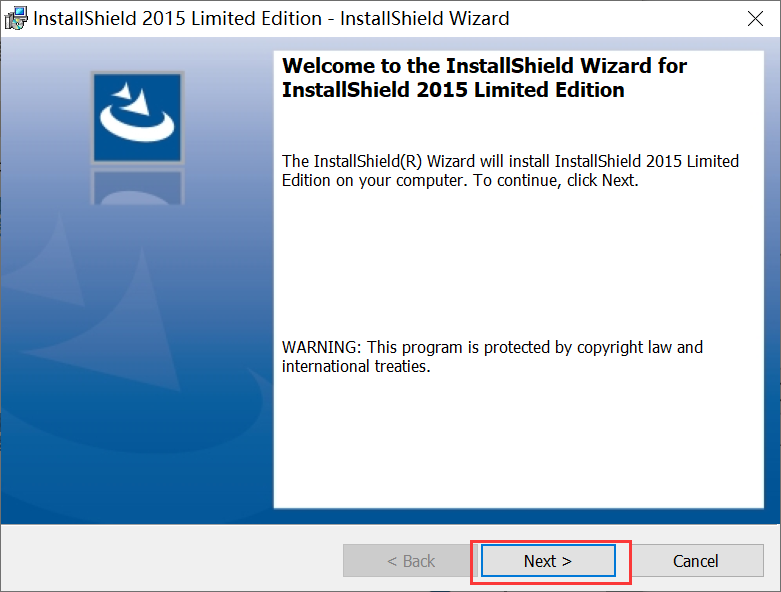 InstallShield 2015 Limited Edition - InstallShield Wizard
Welcome to the InstallShield Wizard for
InstallShield 2015 Limited Edition
The InstallShield(R) Wizard will install InstallShield 2015 Limited
Edition on your computer. To continue, click Next.
WARNING: This program is protected by copyright law and
international treaties.
< Back
Next >
Cancel